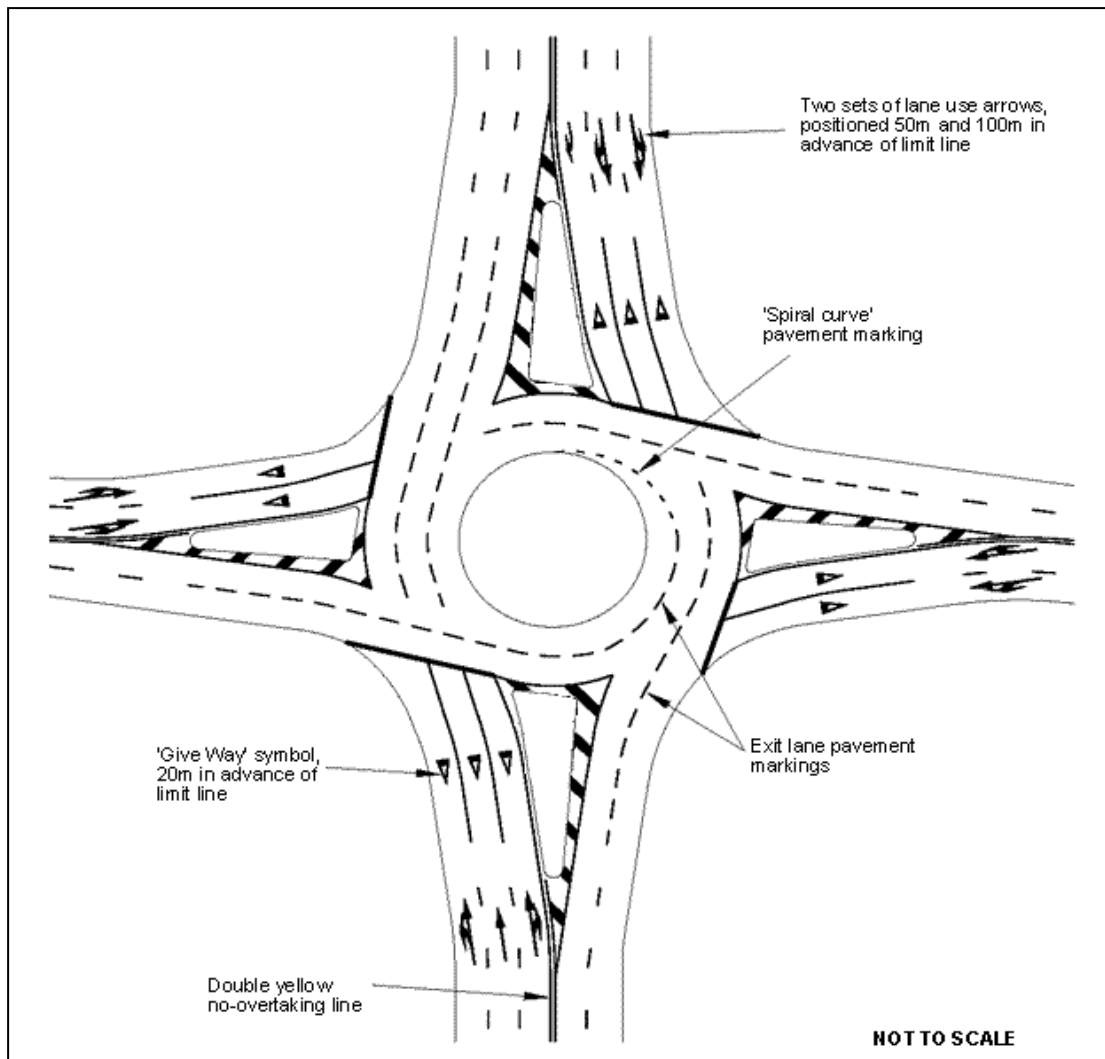 Two sets of lane use arrows,
positioned 50m and 100m in
advance of limit line
'Spiral curve'
pavement marking
'Give Way' symbol,
20m in advance of
limit line
Exit lane pavement
markings
Double yellow
no-overtaking line
NOT TO SCALE